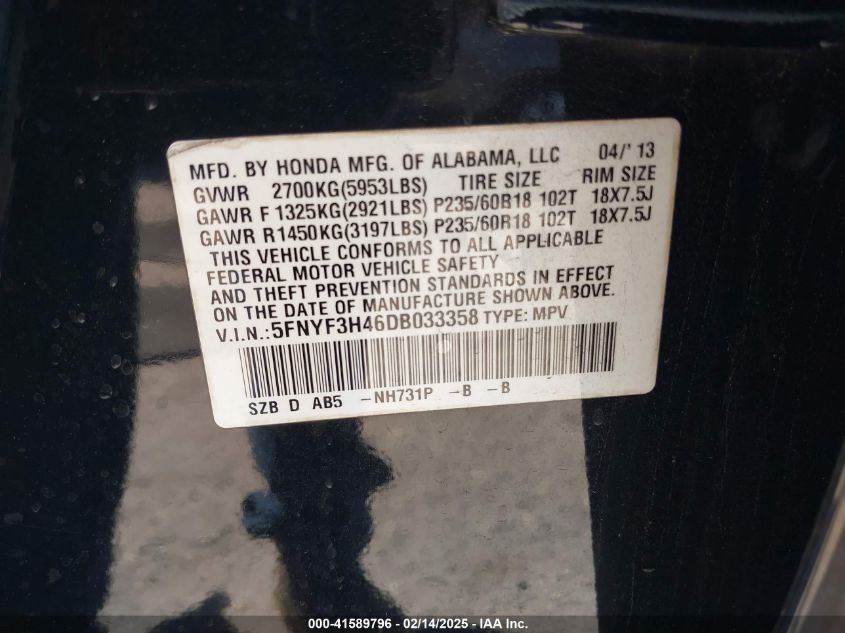 MFD. BY HONDA MFG. OF ALABAMA, LLC 04/'13
GVWR 2700KG(5953LBS) TIRE SIZE RIM SIZE
GAWR F 1325KG(2921LBS) P235/60R18 102T 18X7.5J
GAWR R 1450KG(3197LBS) P235/60R18 102T 18X7.5J
THIS VEHICLE CONFORMS TO ALL APPLICABLE
FEDERAL MOTOR VEHICLE SAFETY
AND THEFT PREVENTION STANDARDS IN EFFECT
ON THE DATE OF MANUFACTURE SHOWN ABOVE.
V.I.N.:5FNYF3H46DB033358 TYPE: MPV
SZB D AB5 -NH731P -B -B
000-41589796 - 02/14/2025 - IAA, Inc.